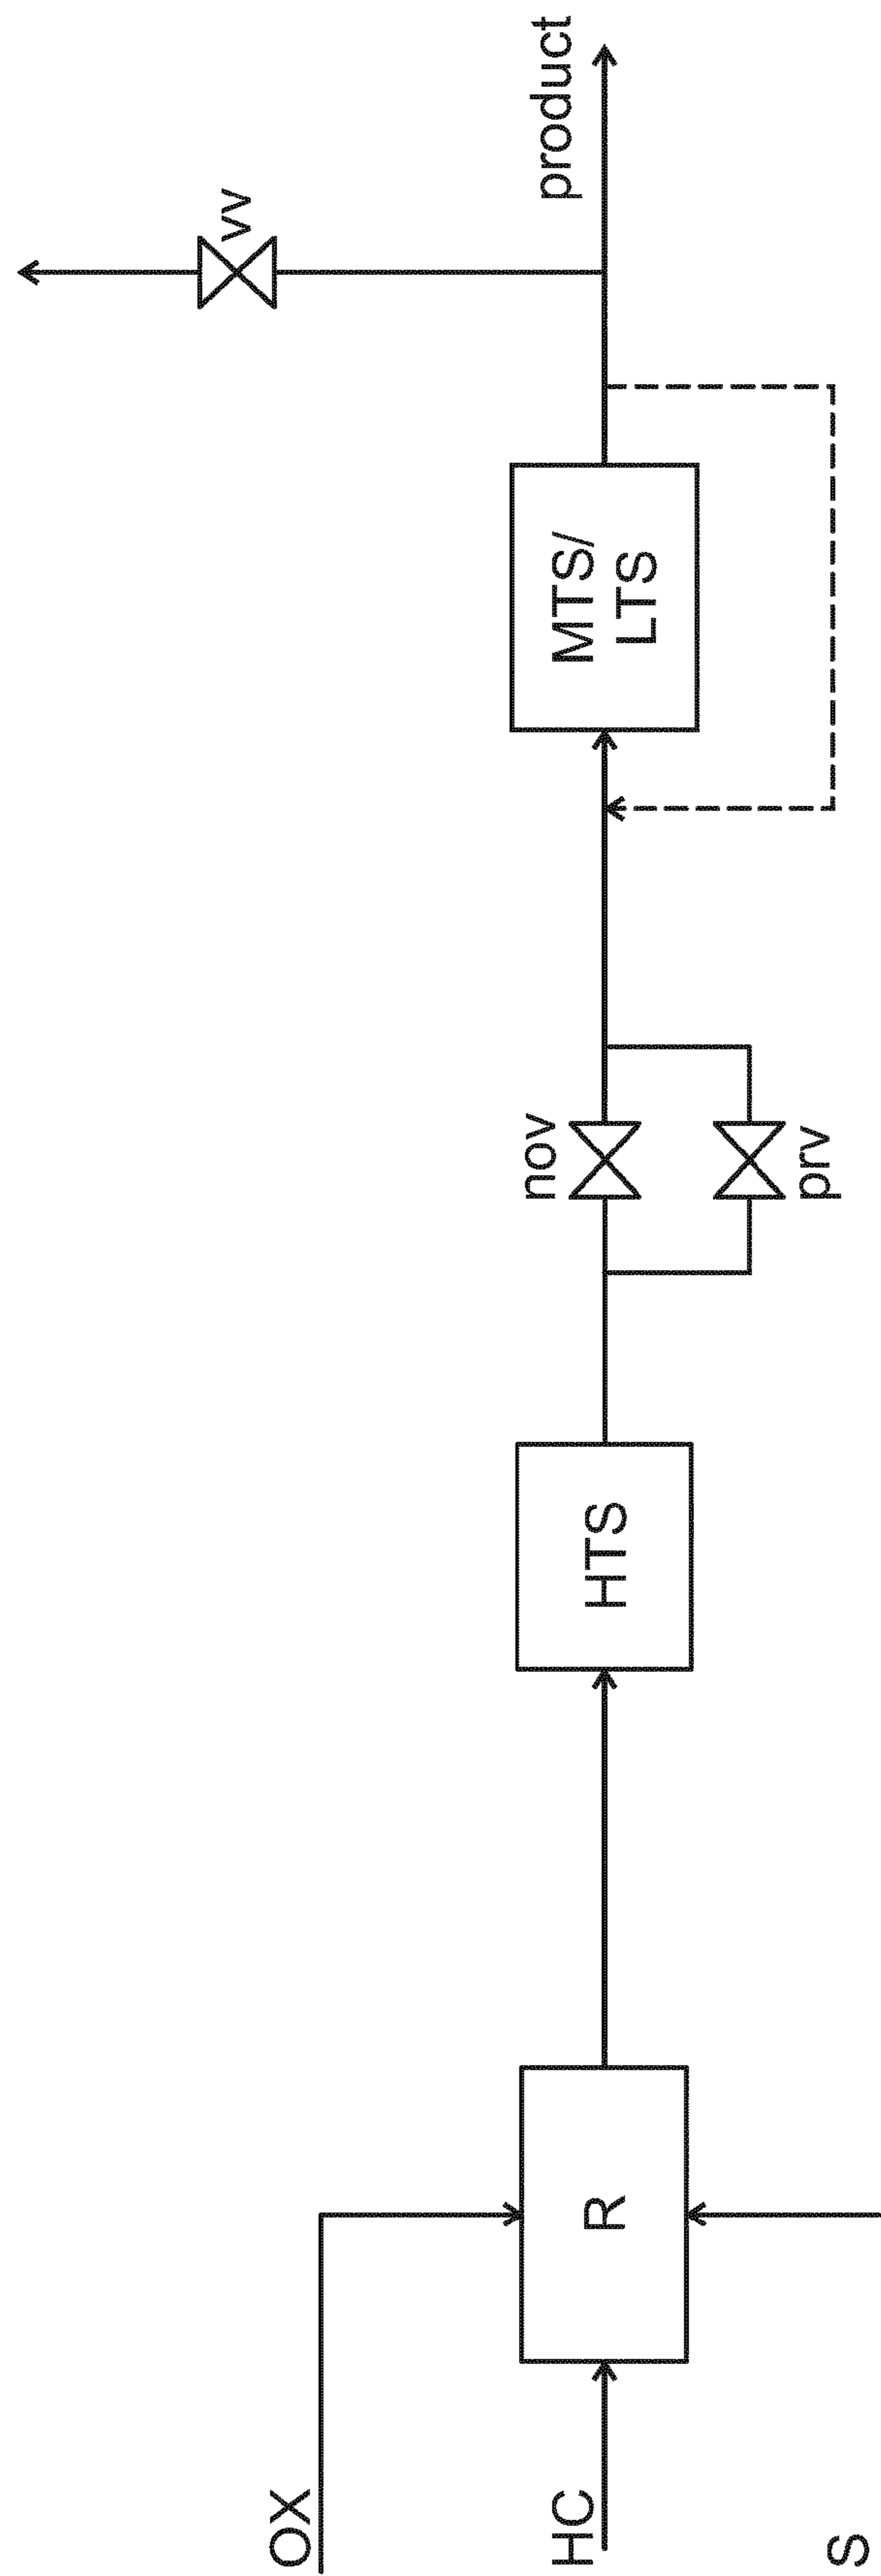 OX
HC
S
R
HTS
nov
prv
MTS/
LTS
vv
product